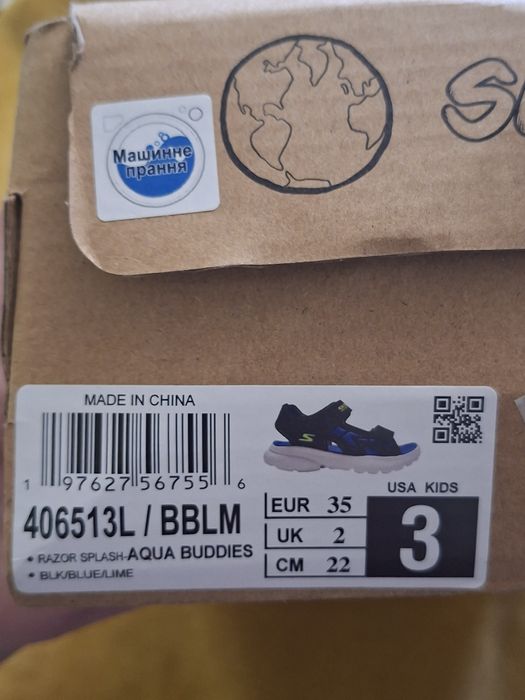 Машинне
прання
MADE IN CHINA
1 97627 56755 6
406513L / BBLM
• RAZOR SPLASH-AQUA BUDDIES
• BLK/BLUE/LIME
EUR 35
UK 2
CM 22
USA KIDS
3